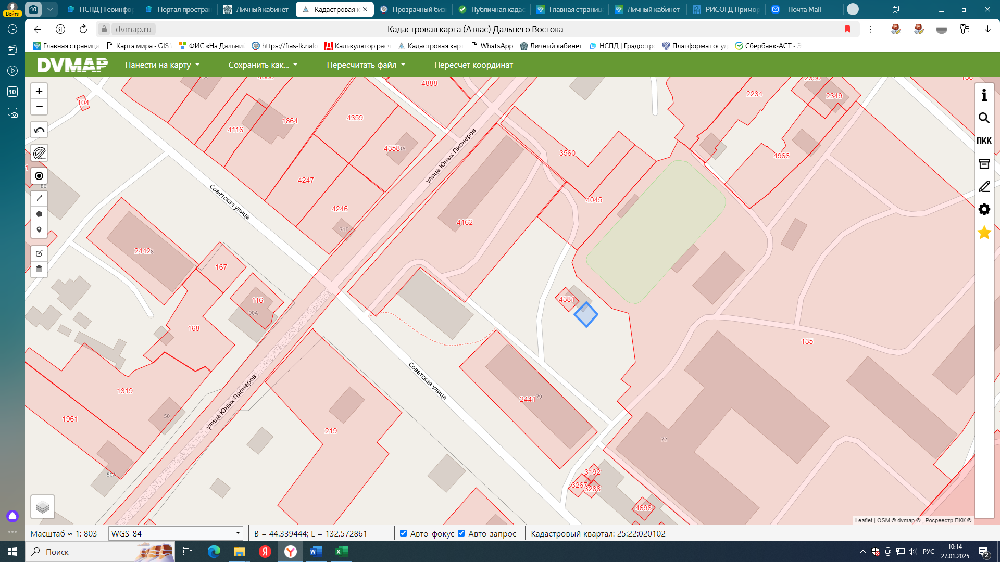 Войти
10
НСПД | Геоинфор
Портал простран
Личный кабинет
Кадастровая к
Прозрачный биз
Публичная кадас
Главная страниц
Личный кабинет
РИСОГД Примор
Почта Mail
dvmap.ru
Кадастровая карта (Атлас) Дальнего Востока
Главная страница
Карта мира - GIS
ФИС «На Дальни
https://fias-lk.nalo
Калькулятор расч
Кадастровая карт
WhatsApp
Личный кабинет
НСПД | Градостро
Платформа госуд
Сбербанк-АСТ - Э
10
DVMAP
Нанести на карту
Сохранить как...
Пересчитать файл
Пересчет координат
4888
2234
2349
104
4116
1864
4359
4358
46
3560
4966
ПКК
улица Юных Пионеров
4247
86
Советская улица
4045
4246
71Г
4162
2442
8
167
116
90А
4381
168
135
1319
1961
50
50А
улица Юных Пионеров
219
Советская улица
2441
79
72
3192
3267
3288
4698
Leaflet | OSM © dvmap © , Росреестр ПКК ©
Масштаб ≈ 1: 803
WGS-84
B = 44.339444; L = 132.572861
Авто-фокус
Авто-запрос
Кадастровый квартал: 25:22:020102
Поиск
РУС
10:14
27.01.2025
2